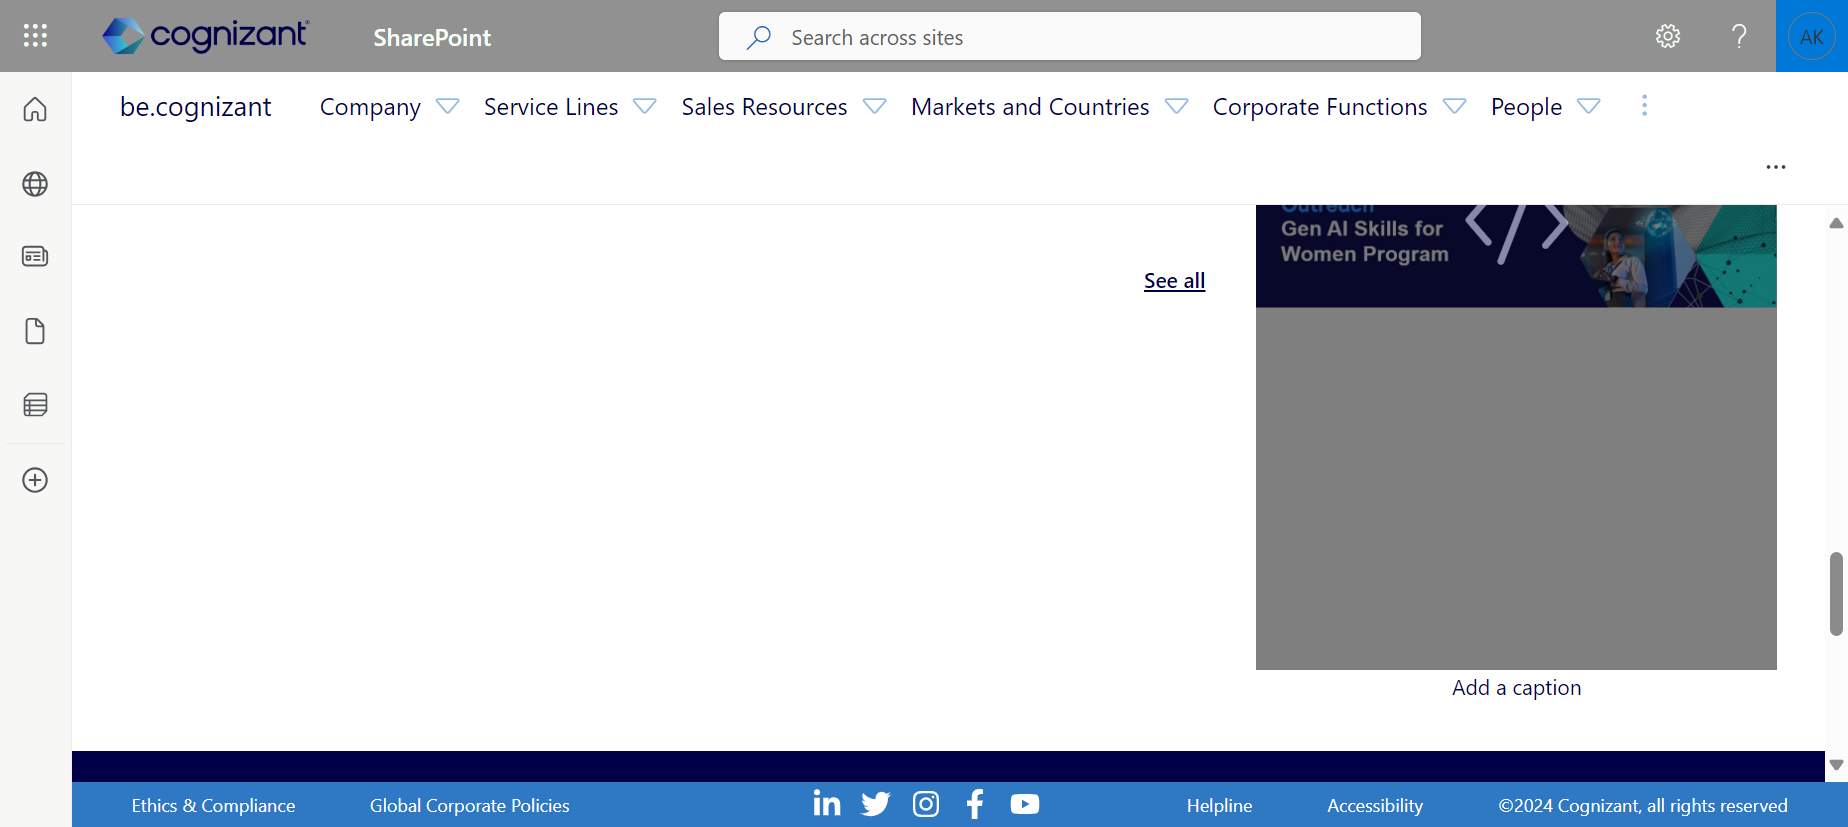 cognizant
SharePoint
Search across sites
AK
be.cognizant
Company
Service Lines
Sales Resources
Markets and Countries
Corporate Functions
People
Outreach
Gen AI Skills for
Women Program
See all
Add a caption
Ethics & Compliance
Global Corporate Policies
Helpline
Accessibility
©2024 Cognizant, all rights reserved